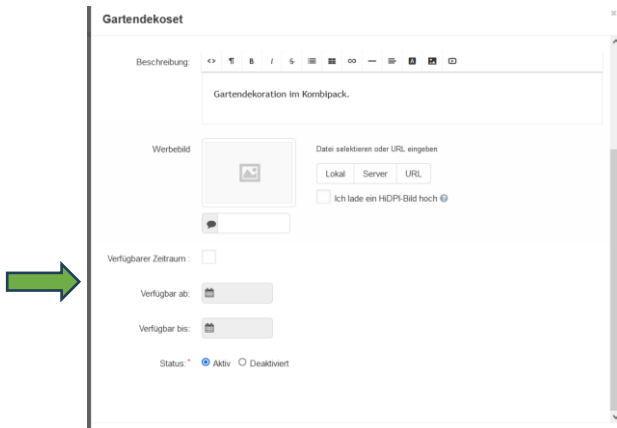 Gartendekoset
×
Beschreibung:
<> ¶ B I S
Gartendekoration im Kombipack.
Werbebild
Datei selektieren oder URL eingeben
Lokal Server URL
Ich lade ein HiDPI-Bild hoch
Verfügbarer Zeitraum :
Verfügbar ab:
Verfügbar bis:
Status: * Aktiv Deaktiviert